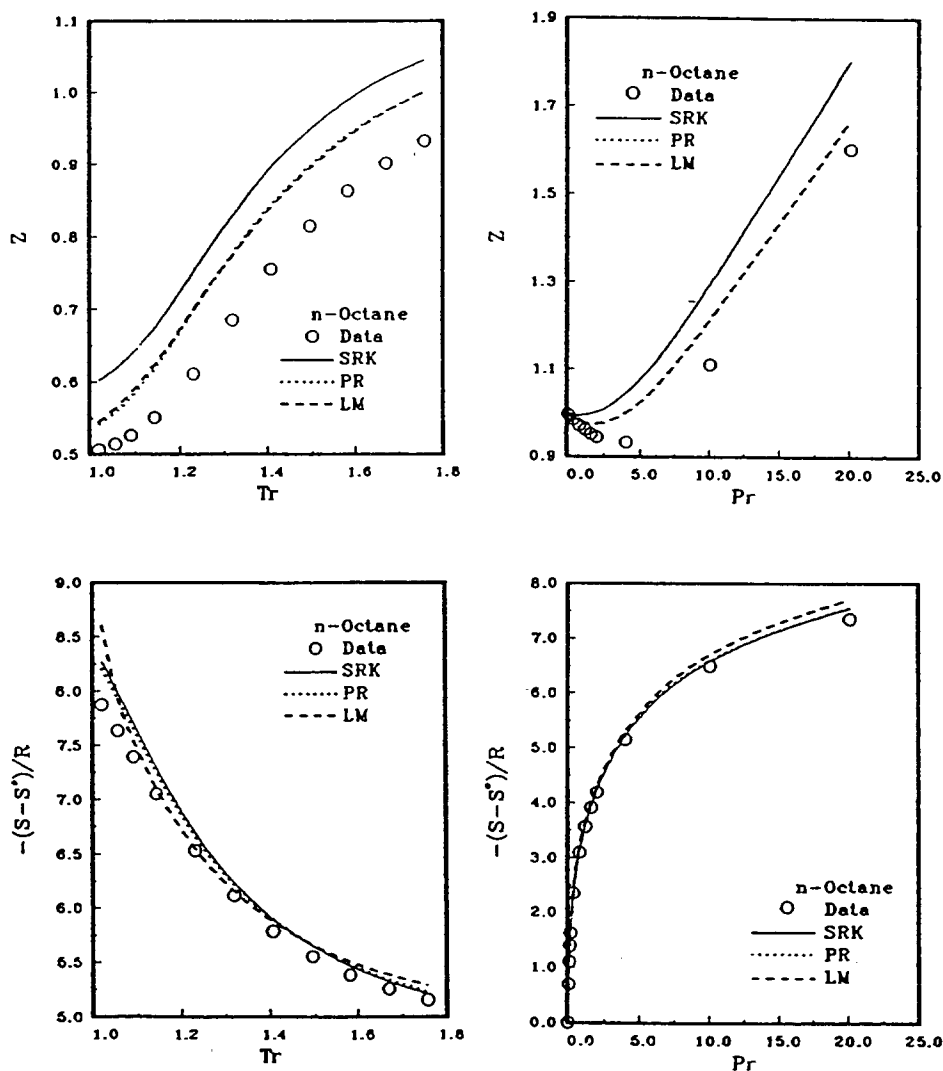 1.1
1.0
0.9
0.8
0.7
0.6
0.5
Z
1.0 1.2 1.4 1.6 1.8
Tr
n-Octane
Data
SRK
PR
LM
1.9
1.7
1.5
1.3
1.1
0.9
Z
0.0 5.0 10.0 15.0 20.0 25.0
Pr
n-Octane
Data
SRK
PR
LM
9.0
8.5
8.0
7.5
7.0
6.5
6.0
5.5
5.0
-(S-S*)/R
1.0 1.2 1.4 1.6 1.8
Tr
n-Octane
Data
SRK
PR
LM
8.0
7.0
6.0
5.0
4.0
3.0
2.0
1.0
0.0
-(S-S*)/R
0.0 5.0 10.0 15.0 20.0 25.0
Pr
n-Octane
Data
SRK
PR
LM